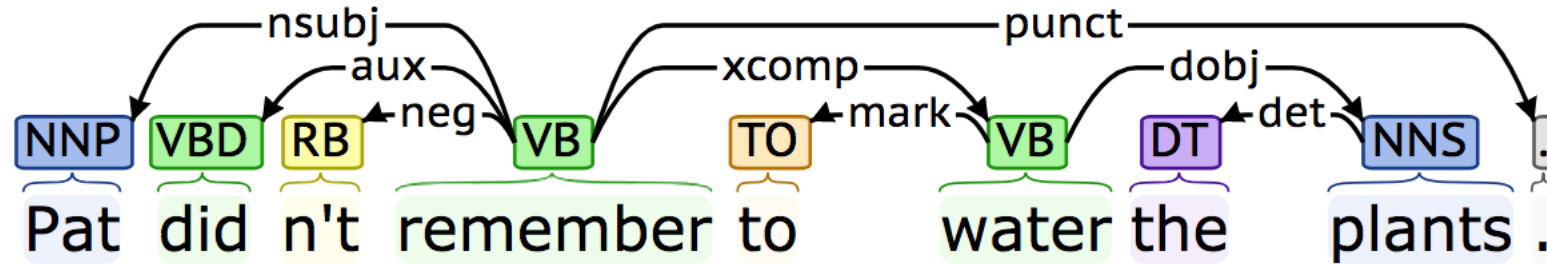 nsubj punct
aux xcomp dobj
neg mark det
NNP VBD RB VB TO VB DT NNS .
Pat did n't remember to water the plants .